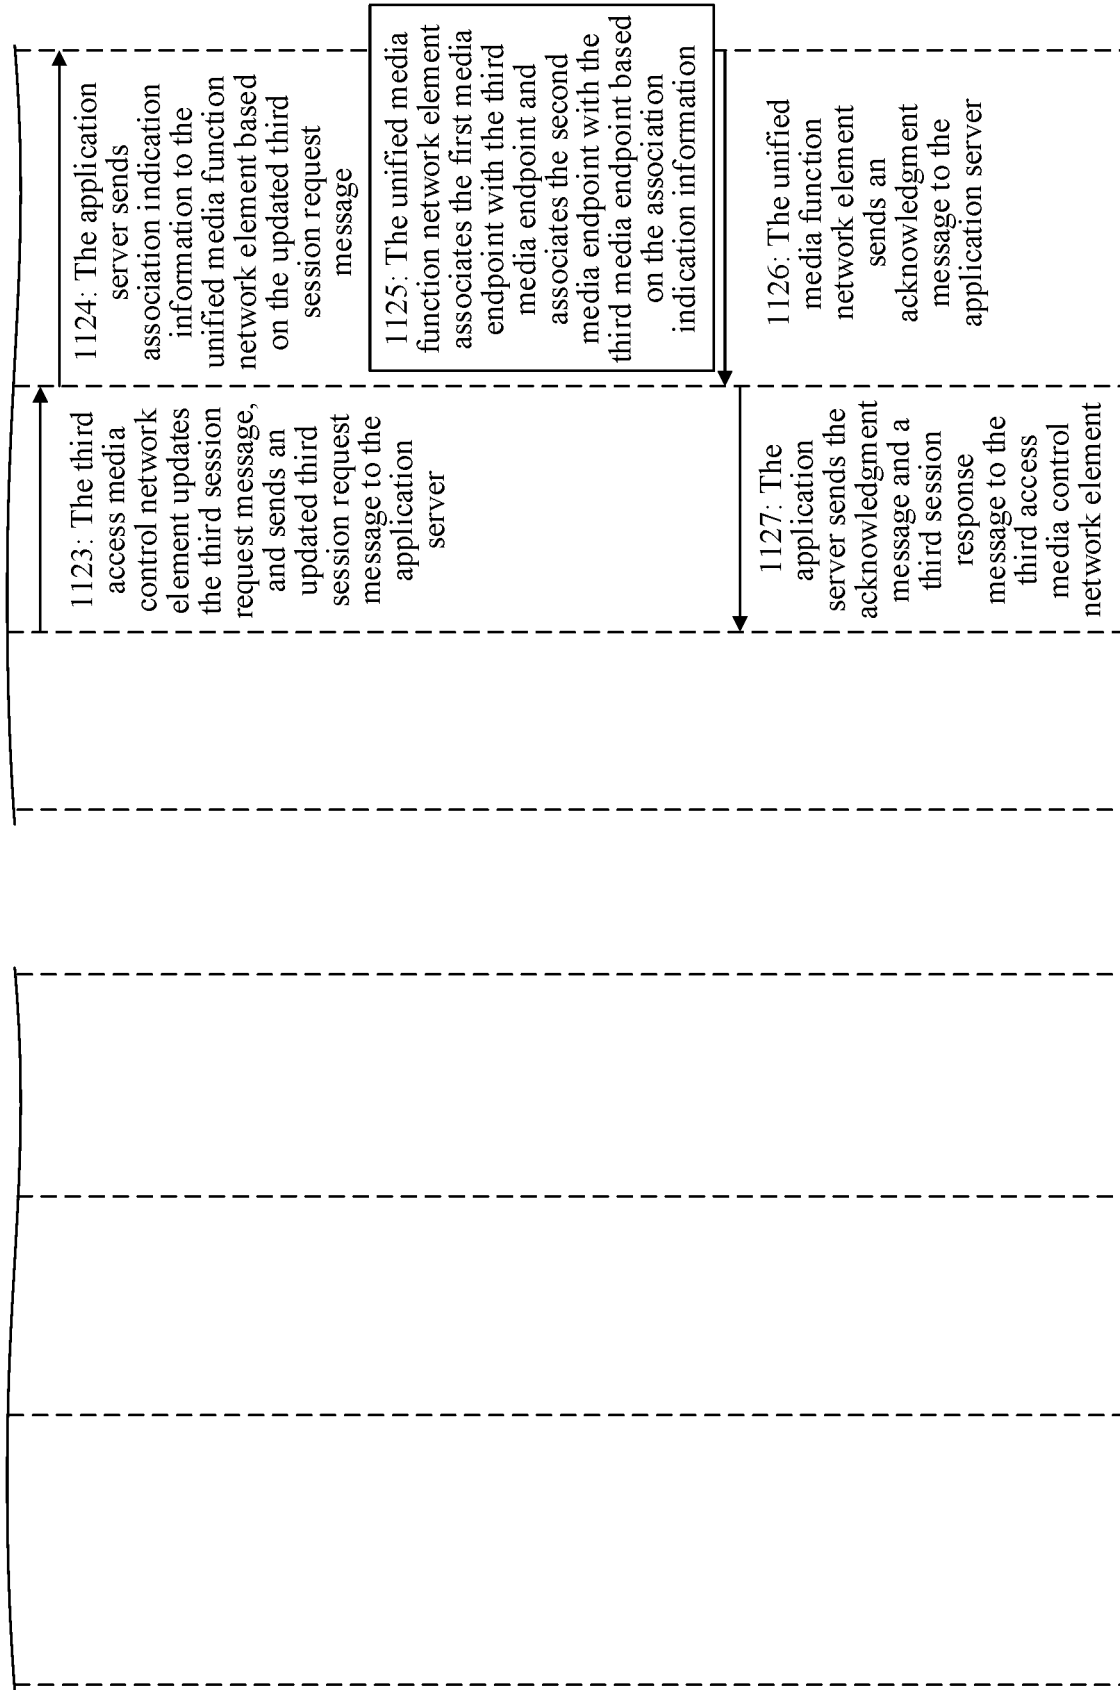 1123: The third
access media
control network
element updates
the third session
request message,
and sends an
updated third
session request
message to the
application
server
1124: The application
server sends
association indication
information to the
unified media function
network element based
on the updated third
session request
message
1125: The unified media
function network element
associates the first media
endpoint with the third
media endpoint and
associates the second
media endpoint with the
third media endpoint based
on the association
indication information
1126: The unified
media function
network element
sends an
acknowledgment
message to the
application server
1127: The
application
server sends the
acknowledgment
message and a
third session
response
message to the
third access
media control
network element